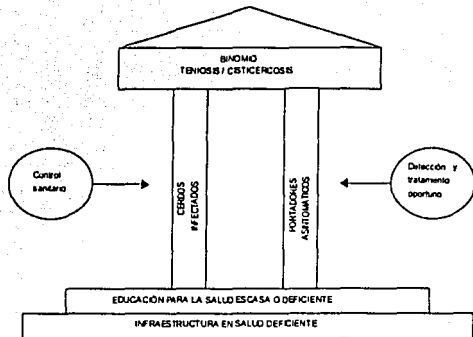 BINOMIO
TENIOSIS / CISTICERCOSIS
Control
sanitario
CERDOS
INFECTADOS
PORTADORES
ASINTOMATICOS
Detección y
tratamiento
oportuno
EDUCACIÓN PARA LA SALUD ESCASA O DEFICIENTE
INFRAESTRUCTURA EN SALUD DEFICIENTE